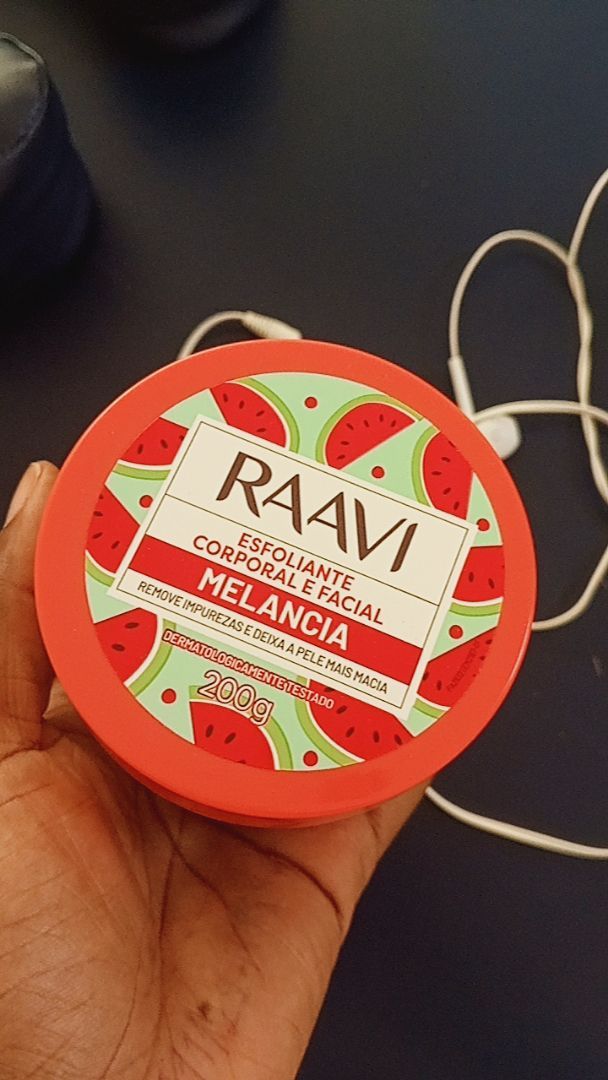 RAAVI
ESFOLIANTE
CORPORAL E FACIAL
MELANCIA
REMOVE IMPUREZAS E DEIXA A PELE MAIS MACIA
DERMATOLOGICAMENTE TESTADO
200g